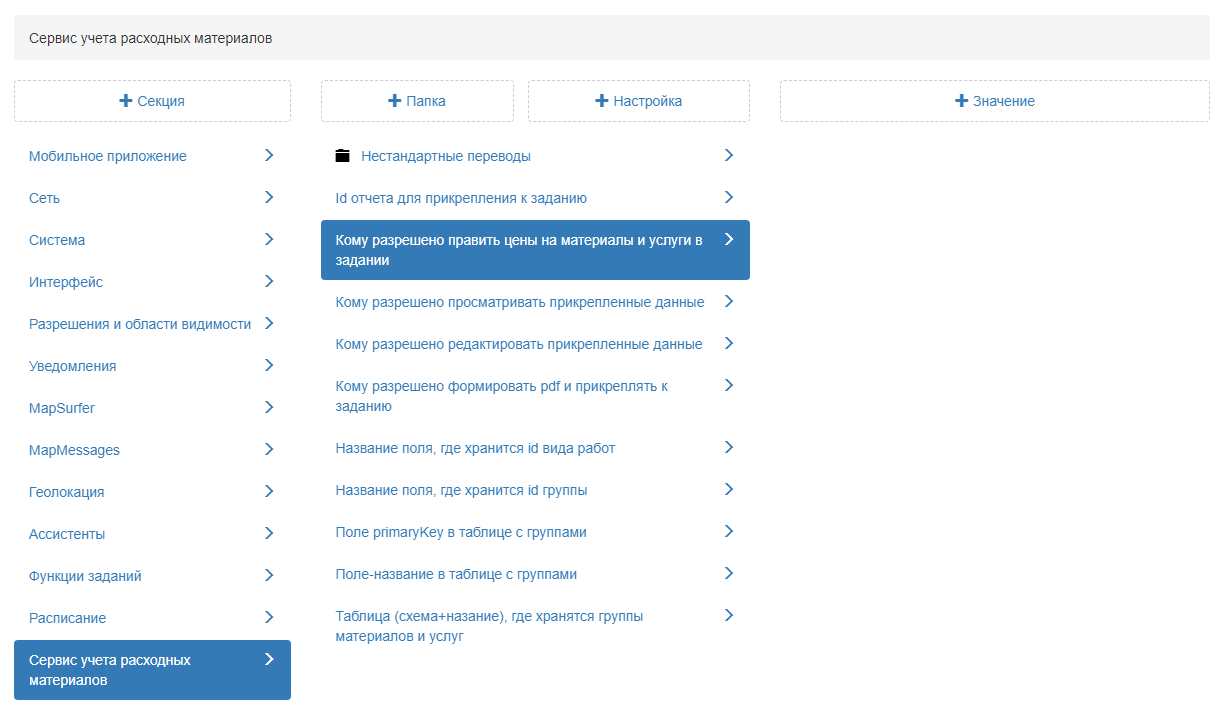 Сервис учета расходных материалов
Секция
Папка
Настройка
Значение
Мобильное приложение
Сеть
Система
Интерфейс
Разрешения и области видимости
Уведомления
MapSurfer
MapMessages
Геолокация
Ассистенты
Функции заданий
Расписание
Сервис учета расходных
материалов
Нестандартные переводы
Id отчета для прикрепления к заданию
Кому разрешено править цены на материалы и услуги в
задании
Кому разрешено просматривать прикрепленные данные
Кому разрешено редактировать прикрепленные данные
Кому разрешено формировать pdf и прикреплять к
заданию
Название поля, где хранится id вида работ
Название поля, где хранится id группы
Поле primaryKey в таблице с группами
Поле-название в таблице с группами
Таблица (схема+назание), где хранятся группы
материалов и услуг